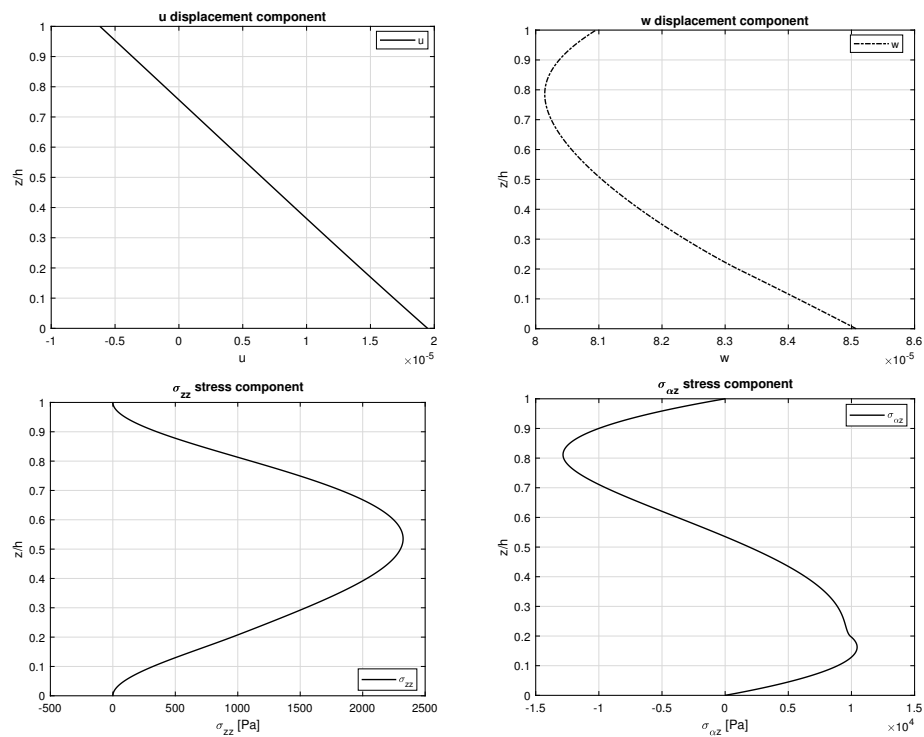 u displacement component
u
1
0.9
0.8
0.7
0.6
0.5
0.4
0.3
0.2
0.1
0
z/h
-1 -0.5 0 0.5 1 1.5 2
u
×10⁻⁵
w displacement component
w
1
0.9
0.8
0.7
0.6
0.5
0.4
0.3
0.2
0.1
0
z/h
8 8.1 8.2 8.3 8.4 8.5 8.6
w
×10⁻⁵
σzz stress component
1
0.9
0.8
0.7
0.6
0.5
0.4
0.3
0.2
0.1
0
z/h
σzz
-500 0 500 1000 1500 2000 2500
σzz [Pa]
σαz stress component
σαz
1
0.9
0.8
0.7
0.6
0.5
0.4
0.3
0.2
0.1
0
z/h
-1.5 -1 -0.5 0 0.5 1 1.5
σαz [Pa]
×10⁴